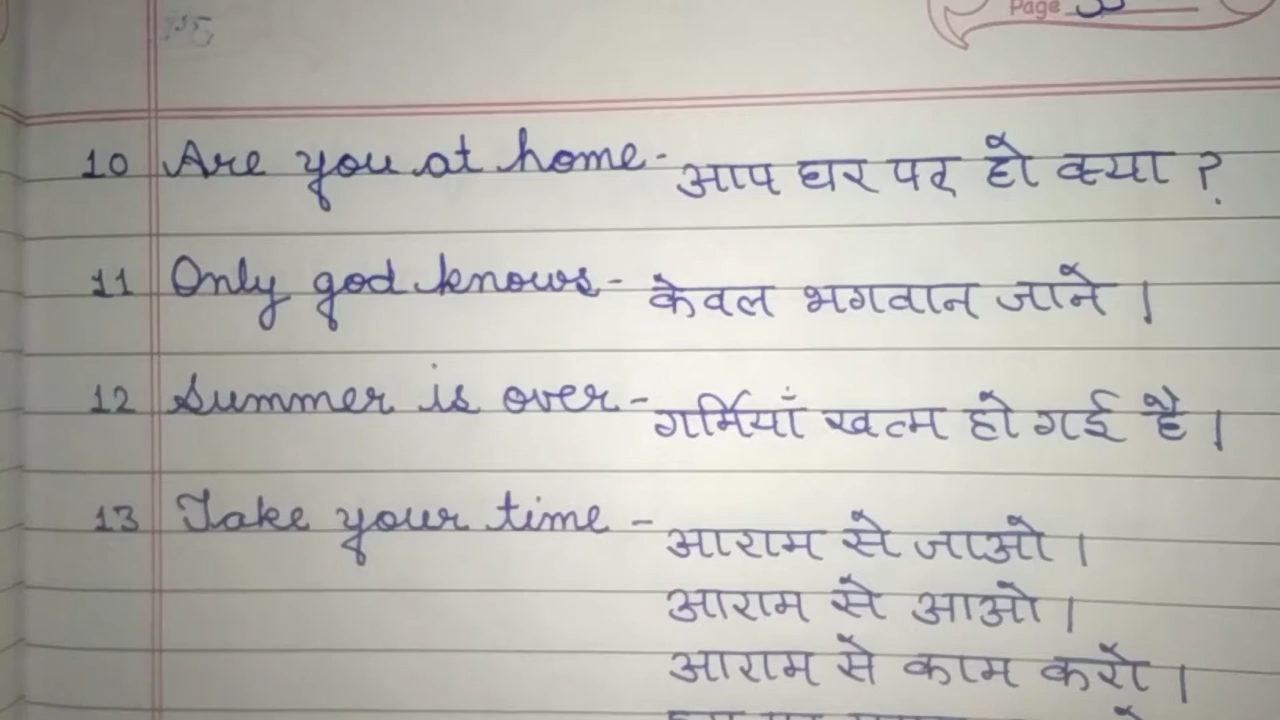 Page
10 Are you at home - आप घर पर हो क्या ?
11 Only god knows - केवल भगवान जाने ।
12 Summer is over - गर्मियाँ खत्म हो गई है ।
13 Take your time - आराम से जाओ ।
आराम से आओ ।
आराम से काम करो ।